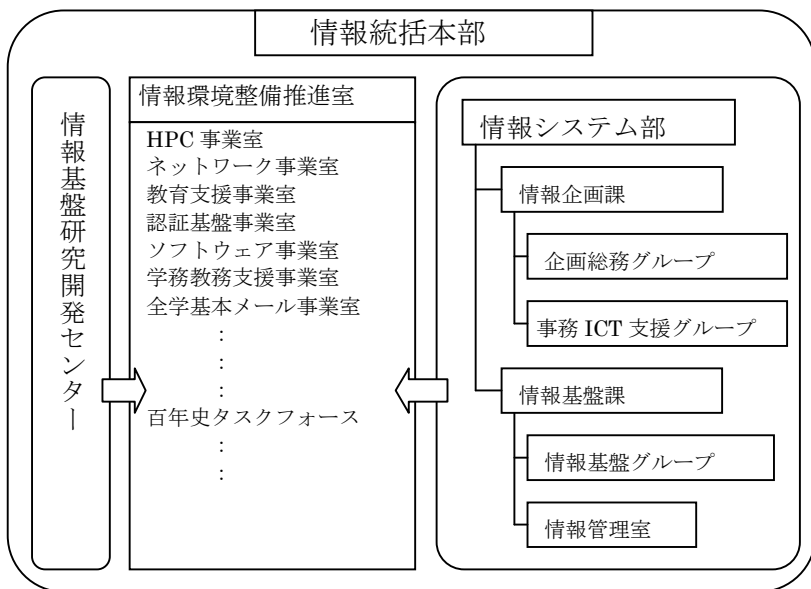 情報統括本部
情報基盤研究開発センター
情報環境整備推進室
HPC 事業室
ネットワーク事業室
教育支援事業室
認証基盤事業室
ソフトウェア事業室
学務教務支援事業室
全学基本メール事業室
:
:
:
百年史タスクフォース
:
:
情報システム部
情報企画課
企画総務グループ
事務 ICT 支援グループ
情報基盤課
情報基盤グループ
情報管理室